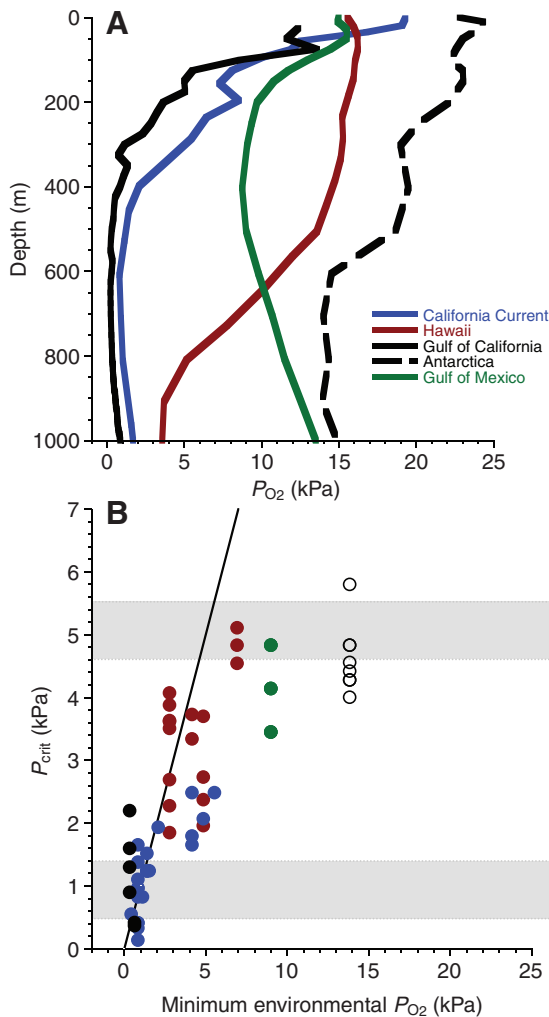 A
0
200
400
600
800
1000
Depth (m)
0 5 10 15 20 25
PO2 (kPa)
California Current
Hawaii
Gulf of California
Antarctica
Gulf of Mexico
B
7
6
5
4
3
2
1
0
Pcrit (kPa)
0 5 10 15 20 25
Minimum environmental PO2 (kPa)